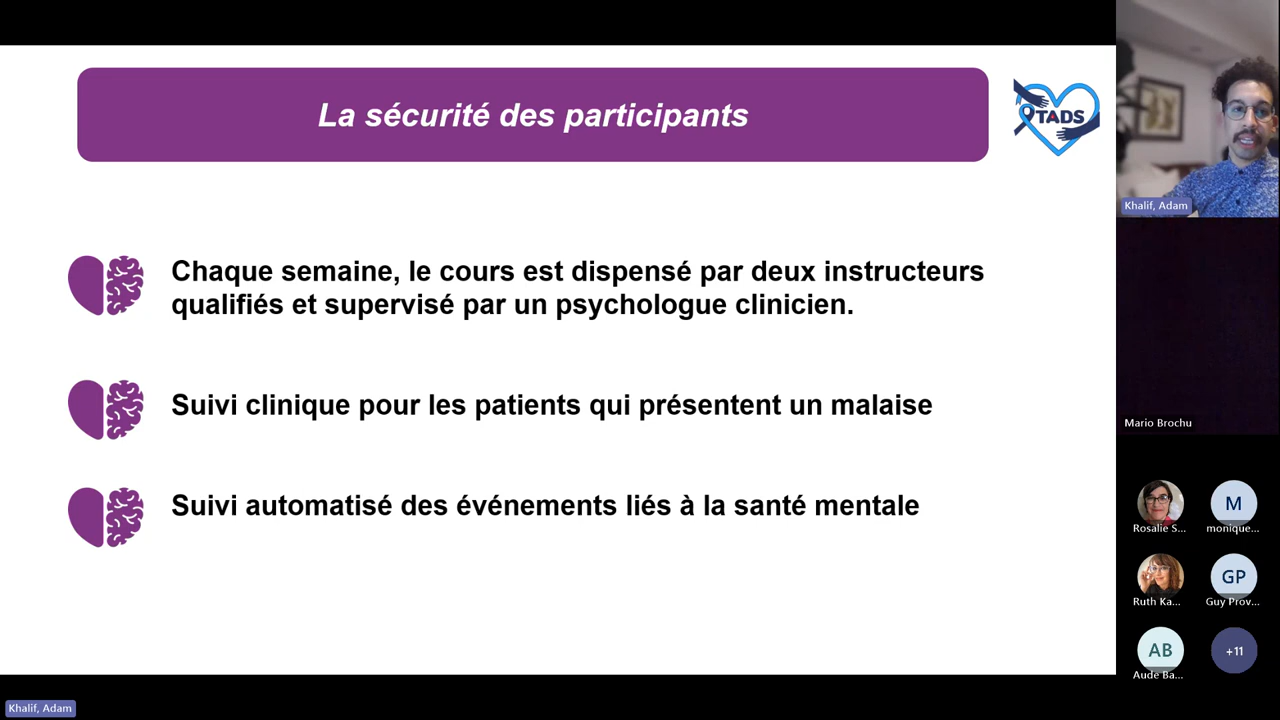 La sécurité des participants
TADS
Chaque semaine, le cours est dispensé par deux instructeurs
qualifiés et supervisé par un psychologue clinicien.
Suivi clinique pour les patients qui présentent un malaise
Suivi automatisé des événements liés à la santé mentale
Khalif, Adam
Mario Brochu
Rosalie S...
M
monique...
Ruth Ka...
GP
Guy Prov...
AB
Aude Ba...
+11
Khalif, Adam